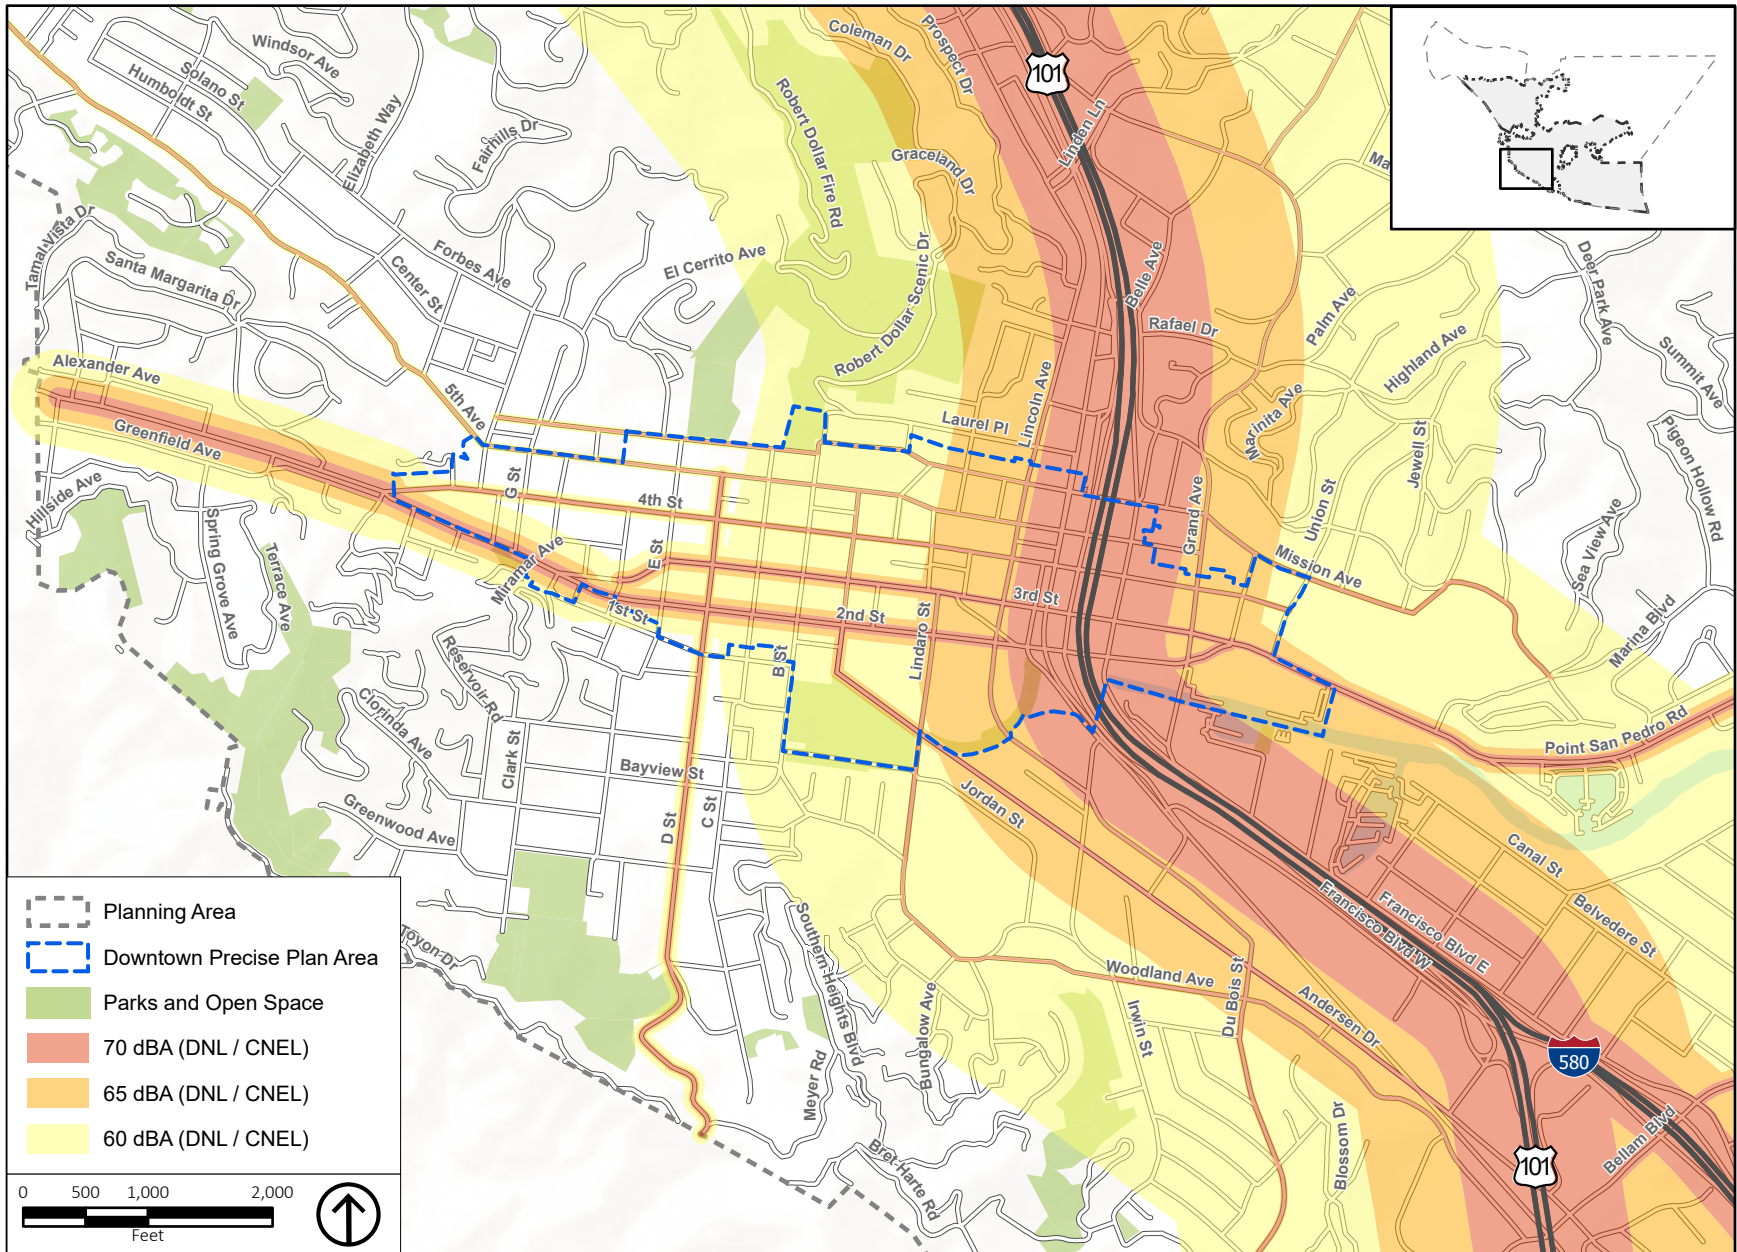 Windsor Ave
Solano St
Humboldt St
Elizabeth Way
Fairhills Dr
Coleman Dr
Prospect Dr
101
Robert Dollar Fire Rd
Graceland Dr
Linden Ln
Tamal Vista Dr
Santa Margarita Dr
Forbes Ave
Center St
El Cerrito Ave
Robert Dollar Scenic Dr
Belle Ave
Rafael Dr
Palm Ave
Highland Ave
Deer Park Ave
Summit Ave
Alexander Ave
Greenfield Ave
5th Ave
Laurel Pl
Lincoln Ave
Marinita Ave
Jewell St
Pigeon Hollow Rd
Hillside Ave
G St
4th St
Grand Ave
Union St
Sea View Ave
Spring Grove Ave
Terrace Ave
Miramar Ave
E St
1st St
2nd St
3rd St
Mission Ave
Marina Blvd
Reservoir Rd
Clorinda Ave
B St
Lindaro St
Point San Pedro Rd
Clark St
Bayview St
Greenwood Ave
D St
C St
Jordan St
Canal St
Belvedere St
Francisco Blvd W
Francisco Blvd E
Toyon Dr
Southern Heights Blvd
Bungalow Ave
Woodland Ave
Irwin St
Du Bois St
Andersen Dr
580
Meyer Rd
Bret Harte Rd
Blossom Dr
101
Bellam Blvd
Planning Area
Downtown Precise Plan Area
Parks and Open Space
70 dBA (DNL / CNEL)
65 dBA (DNL / CNEL)
60 dBA (DNL / CNEL)
0 500 1,000 2,000
Feet